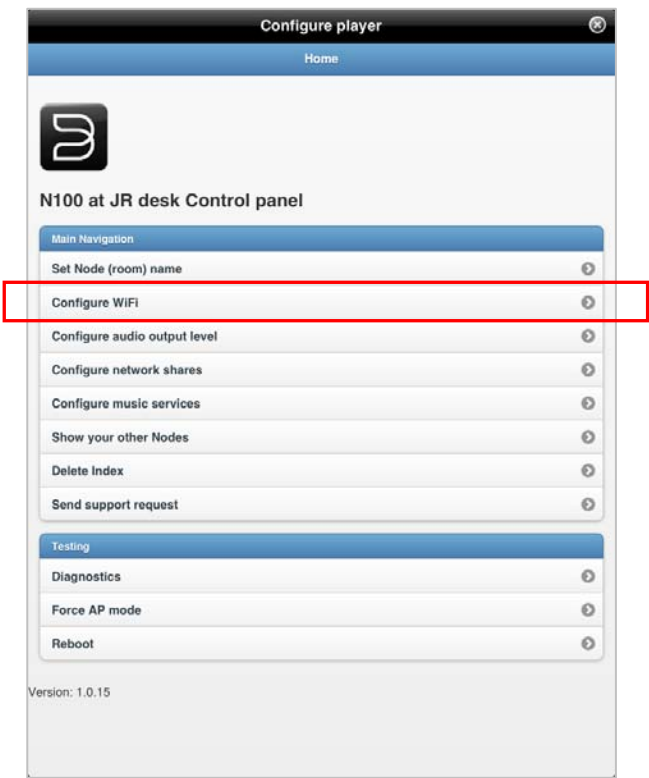 Configure player
Home
N100 at JR desk Control panel
Main Navigation
Set Node (room) name
Configure WiFi
Configure audio output level
Configure network shares
Configure music services
Show your other Nodes
Delete Index
Send support request
Testing
Diagnostics
Force AP mode
Reboot
Version: 1.0.15